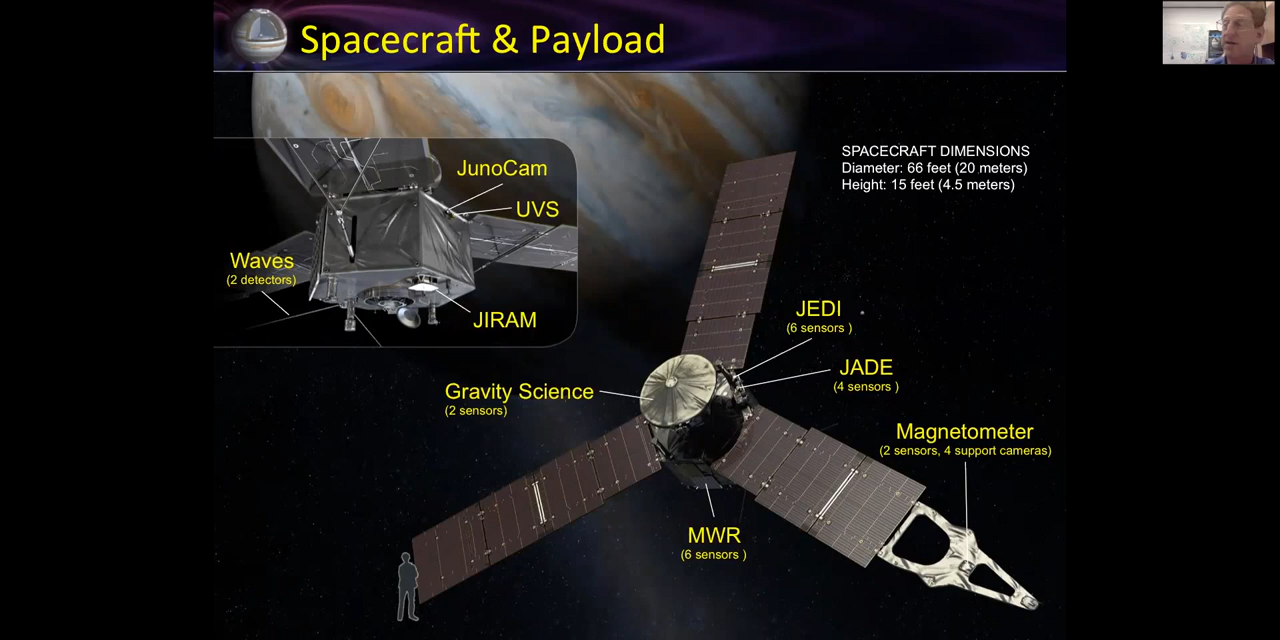 Spacecraft & Payload
SPACECRAFT DIMENSIONS
Diameter: 66 feet (20 meters)
Height: 15 feet (4.5 meters)
JunoCam
UVS
Waves
(2 detectors)
JIRAM
JEDI
(6 sensors )
JADE
(4 sensors )
Gravity Science
(2 sensors)
Magnetometer
(2 sensors, 4 support cameras)
MWR
(6 sensors )